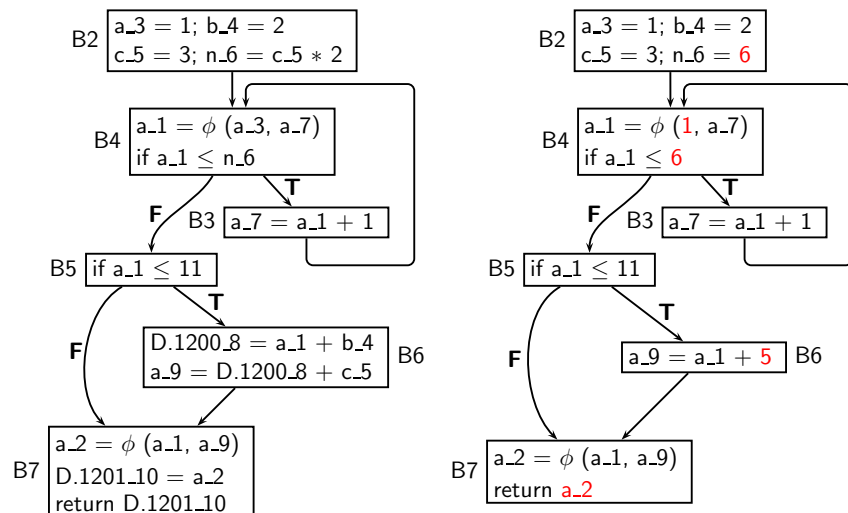 B2
a_3 = 1; b_4 = 2
c_5 = 3; n_6 = c_5 * 2
B4
a_1 = ϕ (a_3, a_7)
if a_1 ≤ n_6
F
T
B3
a_7 = a_1 + 1
B5
if a_1 ≤ 11
F
T
D.1200_8 = a_1 + b_4
a_9 = D.1200_8 + c_5
B6
B7
a_2 = ϕ (a_1, a_9)
D.1201_10 = a_2
return D.1201_10
B2
a_3 = 1; b_4 = 2
c_5 = 3; n_6 = 6
B4
a_1 = ϕ (1, a_7)
if a_1 ≤ 6
F
T
B3
a_7 = a_1 + 1
B5
if a_1 ≤ 11
F
T
a_9 = a_1 + 5
B6
B7
a_2 = ϕ (a_1, a_9)
return a_2